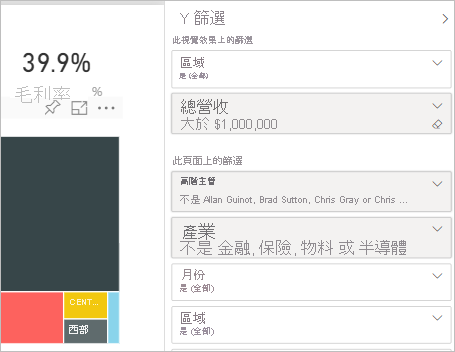 39.9%
毛利率 %
CENT...
西部
Y 篩選
此視覺效果上的篩選
區域
是 (全部)
總營收
大於 $1,000,000
此頁面上的篩選
高階主管
不是 Allan Guinot, Brad Sutton, Chris Gray or Chris ...
產業
不是 金融, 保險, 物料 或 半導體
月份
是 (全部)
區域
是 (全部)